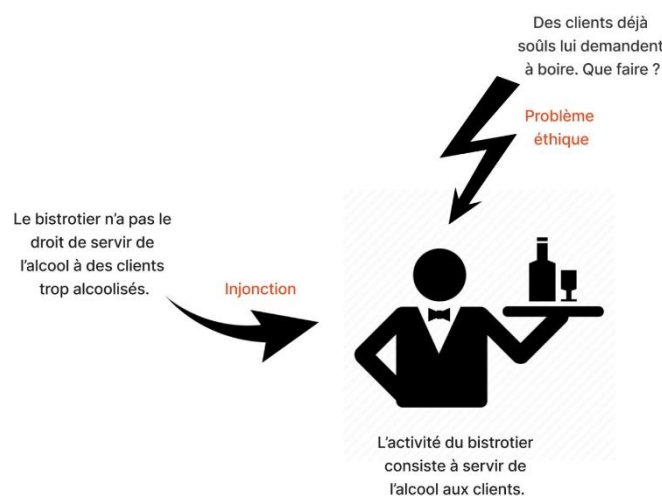 Des clients déjà
soûls lui demandent
à boire. Que faire ?
Problème
éthique
Le bistrotier n'a pas le
droit de servir de
l'alcool à des clients
trop alcoolisés.
Injonction
L'activité du bistrotier
consiste à servir de
l'alcool aux clients.